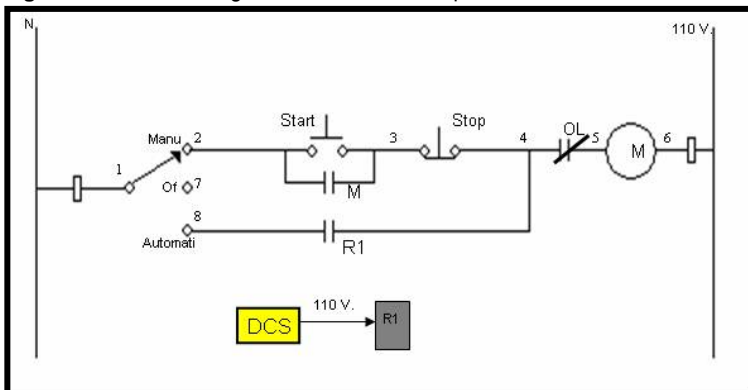 N
110 V.
Start
Stop
Manu 2
3
4
OL 5
M
6
1
Of 7
M
8
Automati
R1
110 V.
DCS
R1